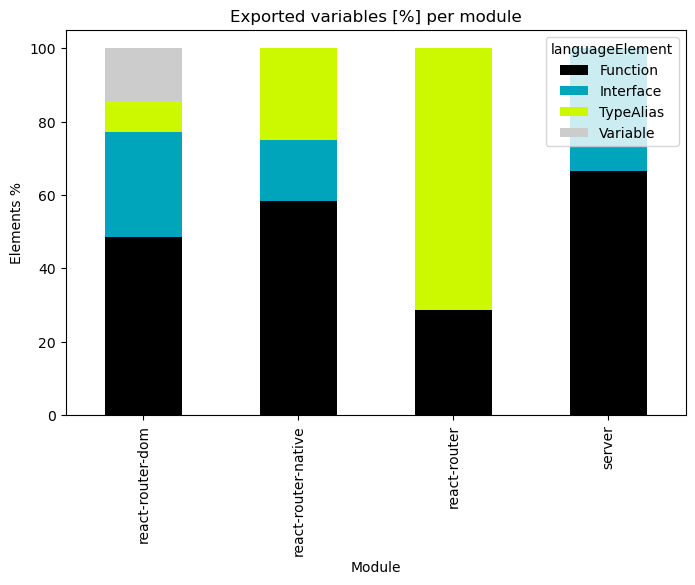 Exported variables [%] per module
languageElement
Function
Interface
TypeAlias
Variable
Elements %
100
80
60
40
20
0
react-router-dom
react-router-native
react-router
server
Module